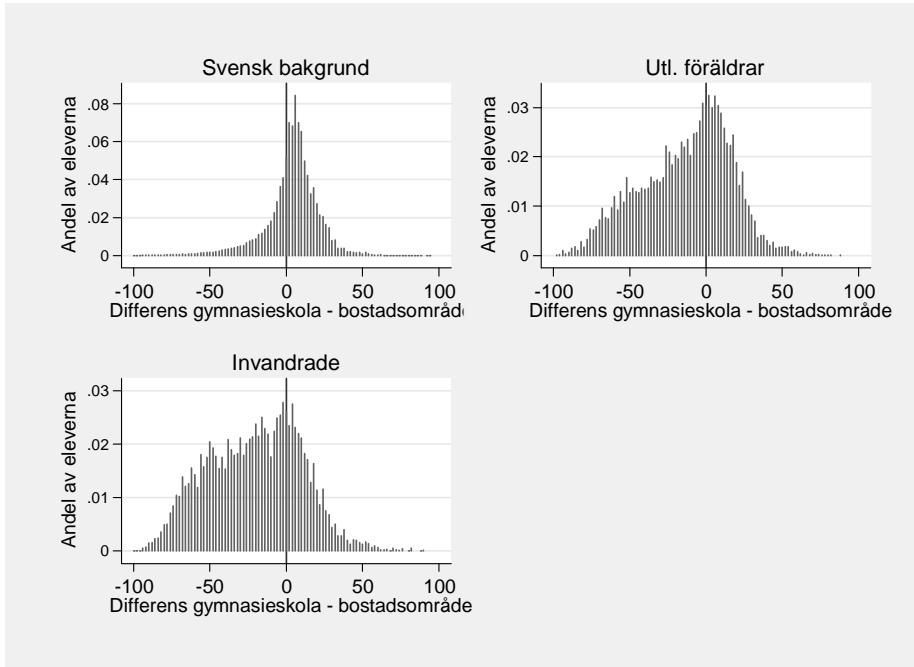 Svensk bakgrund
Andel av eleverna
.08
.06
.04
.02
0
-100 -50 0 50 100
Differens gymnasieskola - bostadsområde
Utl. föräldrar
Andel av eleverna
.03
.02
.01
0
-100 -50 0 50 100
Differens gymnasieskola - bostadsområde
Invandrade
Andel av eleverna
.03
.02
.01
0
-100 -50 0 50 100
Differens gymnasieskola - bostadsområde